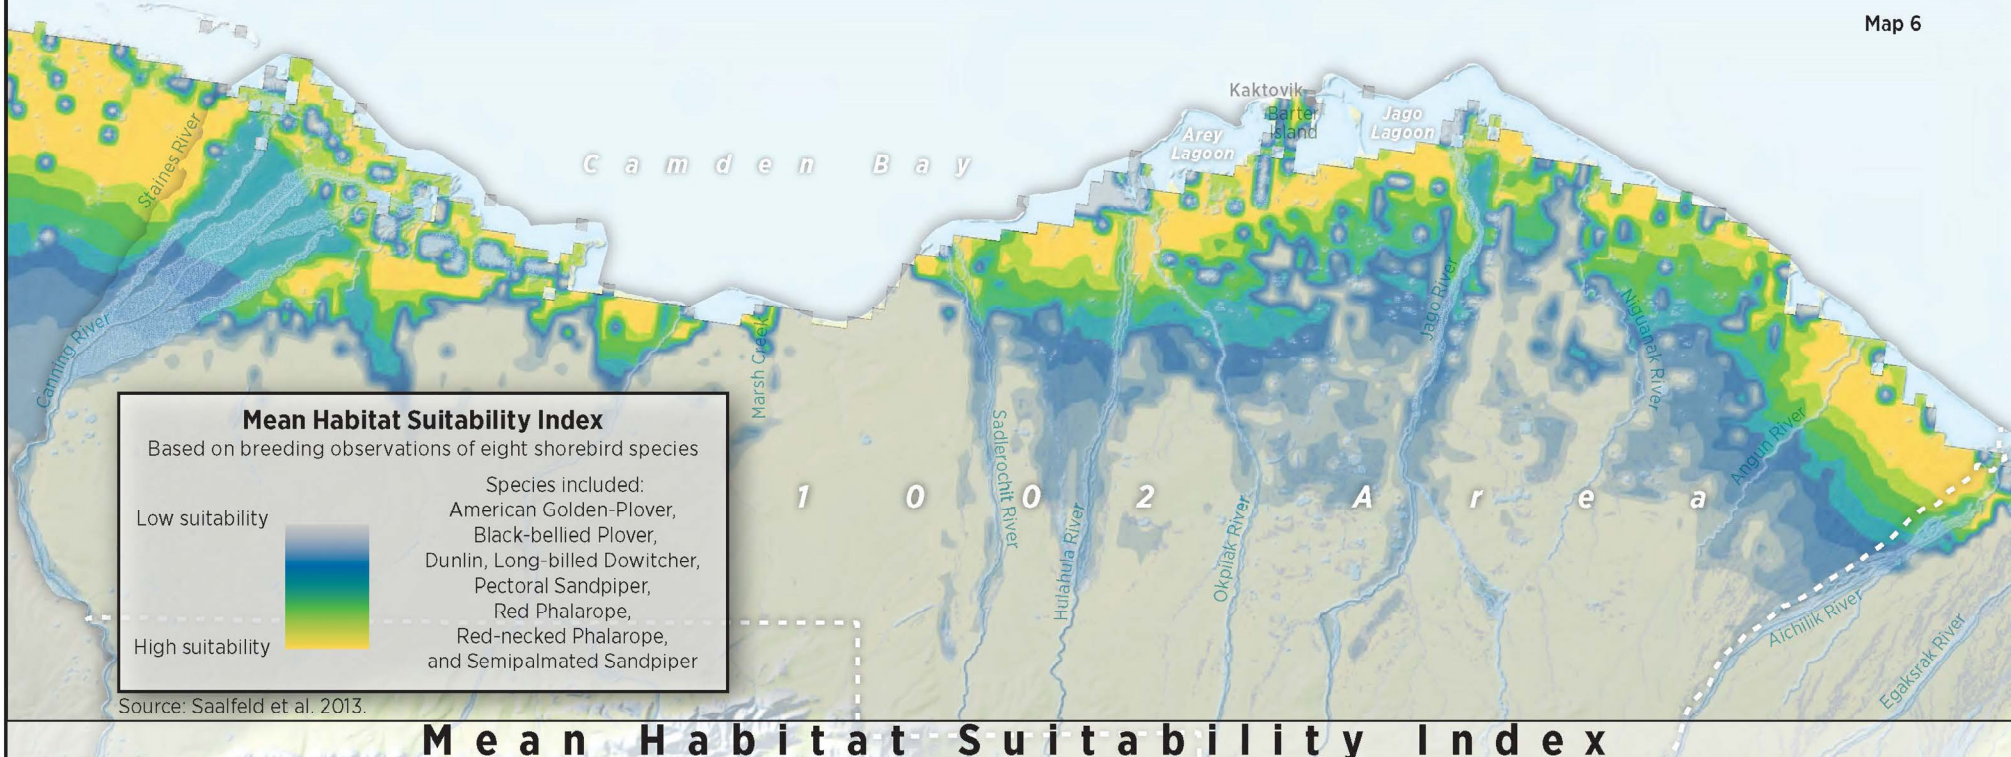 Map 6
Kaktovik
Barter
Island
Jago
Lagoon
Arey
Lagoon
Camden Bay
Staines River
Canning River
Marsh Creek
Sadlerochit River
Hulahula River
Okpilak River
Jago River
Niguanak River
Angun River
Aichilik River
Egaksrak River
1002 Area
Mean Habitat Suitability Index
Based on breeding observations of eight shorebird species
Low suitability
High suitability
Species included:
American Golden-Plover,
Black-bellied Plover,
Dunlin, Long-billed Dowitcher,
Pectoral Sandpiper,
Red Phalarope,
Red-necked Phalarope,
and Semipalmated Sandpiper
Source: Saalfeld et al. 2013.
Mean Habitat Suitability Index